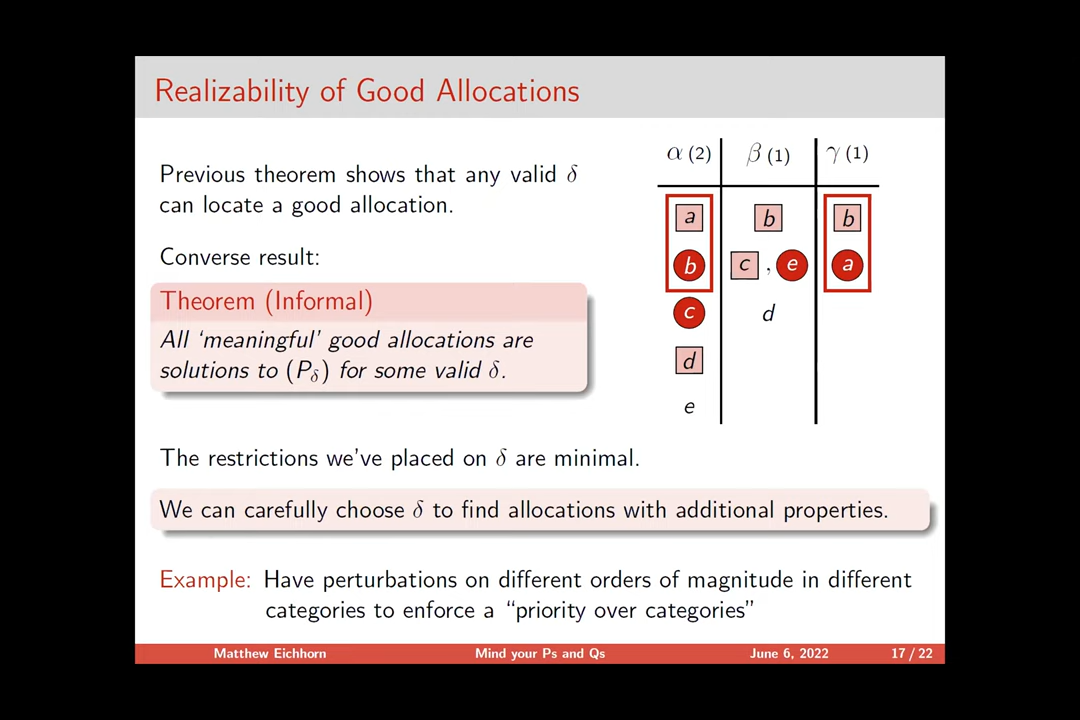 Realizability of Good Allocations
Previous theorem shows that any valid δ
can locate a good allocation.
Converse result:
Theorem (Informal)
All ‘meaningful’ good allocations are
solutions to (Pδ) for some valid δ.
α (2) β (1) γ (1)
a b b
b c , e a
c d
d
e
The restrictions we’ve placed on δ are minimal.
We can carefully choose δ to find allocations with additional properties.
Example: Have perturbations on different orders of magnitude in different
categories to enforce a “priority over categories”
Matthew Eichhorn Mind your Ps and Qs June 6, 2022 17 / 22